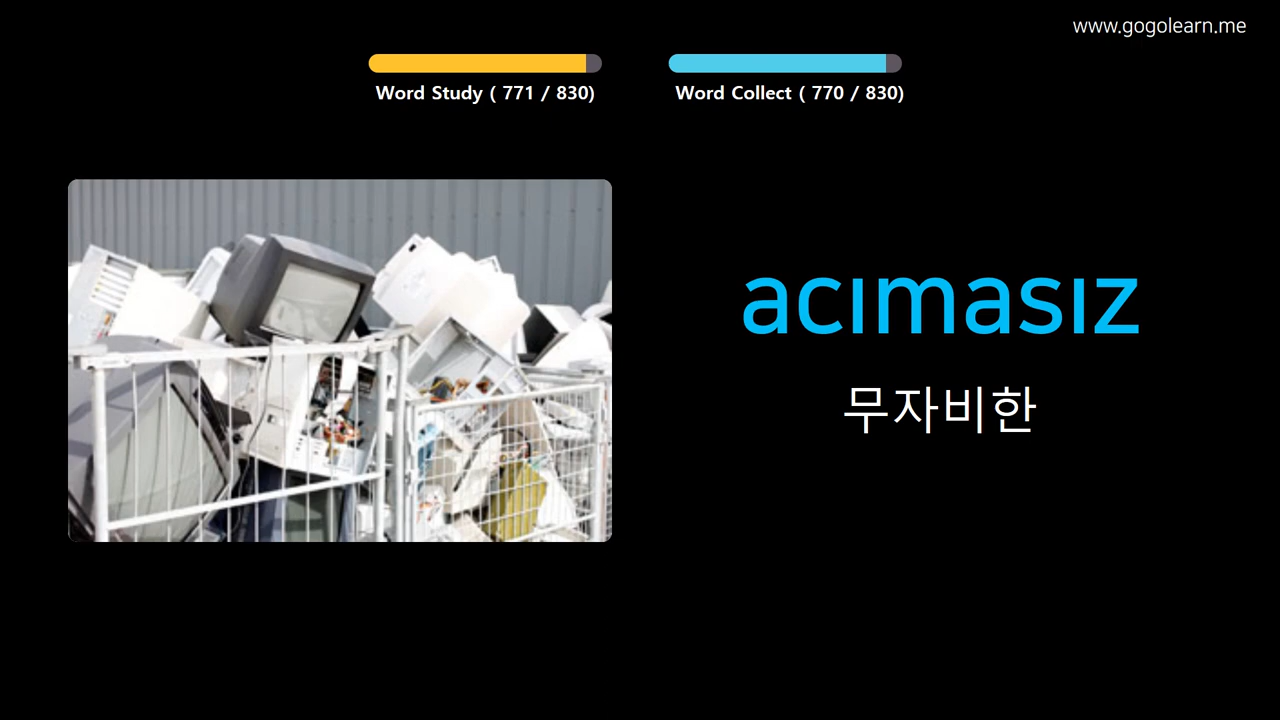 www.gogolearn.me
Word Study ( 771 / 830)
Word Collect ( 770 / 830)
acımasız
무자비한